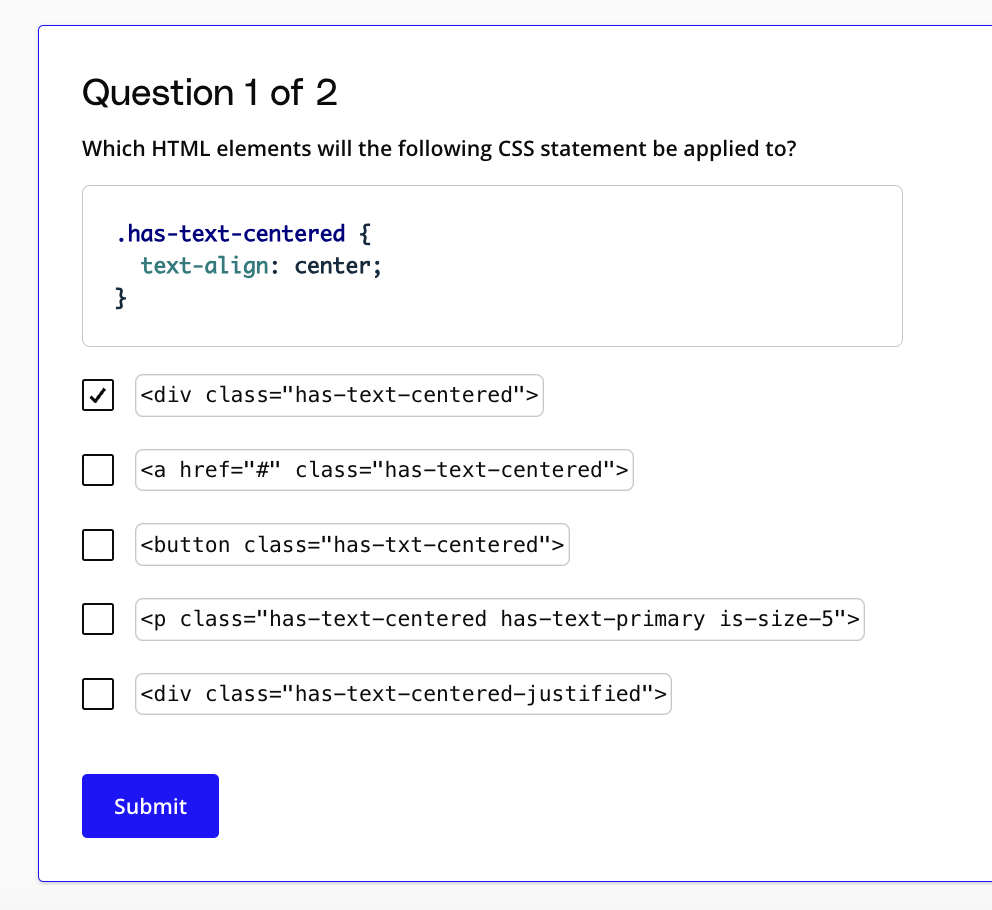 Question 1 of 2
Which HTML elements will the following CSS statement be applied to?
.has-text-centered {
  text-align: center;
}
<div class="has-text-centered">
<a href="#" class="has-text-centered">
<button class="has-txt-centered">
<p class="has-text-centered has-text-primary is-size-5">
<div class="has-text-centered-justified">
Submit